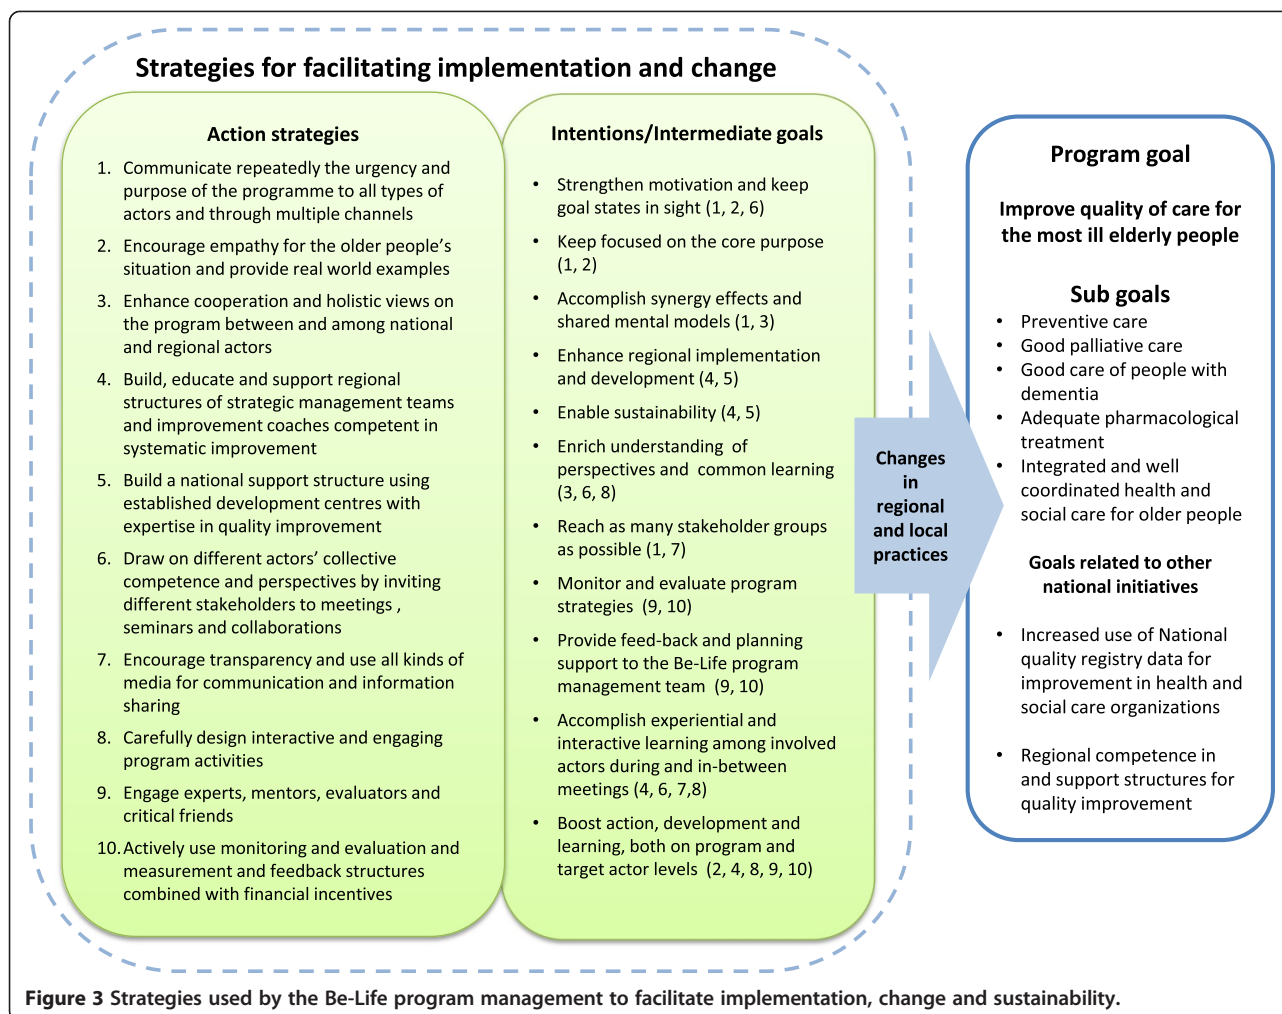 Strategies for facilitating implementation and change
Action strategies
1. Communicate repeatedly the urgency and
purpose of the programme to all types of
actors and through multiple channels
2. Encourage empathy for the older people's
situation and provide real world examples
3. Enhance cooperation and holistic views on
the program between and among national
and regional actors
4. Build, educate and support regional
structures of strategic management teams
and improvement coaches competent in
systematic improvement
5. Build a national support structure using
established development centres with
expertise in quality improvement
6. Draw on different actors' collective
competence and perspectives by inviting
different stakeholders to meetings ,
seminars and collaborations
7. Encourage transparency and use all kinds of
media for communication and information
sharing
8. Carefully design interactive and engaging
program activities
9. Engage experts, mentors, evaluators and
critical friends
10. Actively use monitoring and evaluation and
measurement and feedback structures
combined with financial incentives
Intentions/Intermediate goals
• Strengthen motivation and keep
goal states in sight (1, 2, 6)
• Keep focused on the core purpose
(1, 2)
• Accomplish synergy effects and
shared mental models (1, 3)
• Enhance regional implementation
and development (4, 5)
• Enable sustainability (4, 5)
• Enrich understanding of
perspectives and common learning
(3, 6, 8)
• Reach as many stakeholder groups
as possible (1, 7)
• Monitor and evaluate program
strategies (9, 10)
• Provide feed-back and planning
support to the Be-Life program
management team (9, 10)
• Accomplish experiential and
interactive learning among involved
actors during and in-between
meetings (4, 6, 7,8)
• Boost action, development and
learning, both on program and
target actor levels (2, 4, 8, 9, 10)
Changes
in
regional
and local
practices
Program goal
Improve quality of care for
the most ill elderly people
Sub goals
• Preventive care
• Good palliative care
• Good care of people with
dementia
• Adequate pharmacological
treatment
• Integrated and well
coordinated health and
social care for older people
Goals related to other
national initiatives
• Increased use of National
quality registry data for
improvement in health and
social care organizations
• Regional competence in
and support structures for
quality improvement
Figure 3 Strategies used by the Be-Life program management to facilitate implementation, change and sustainability.